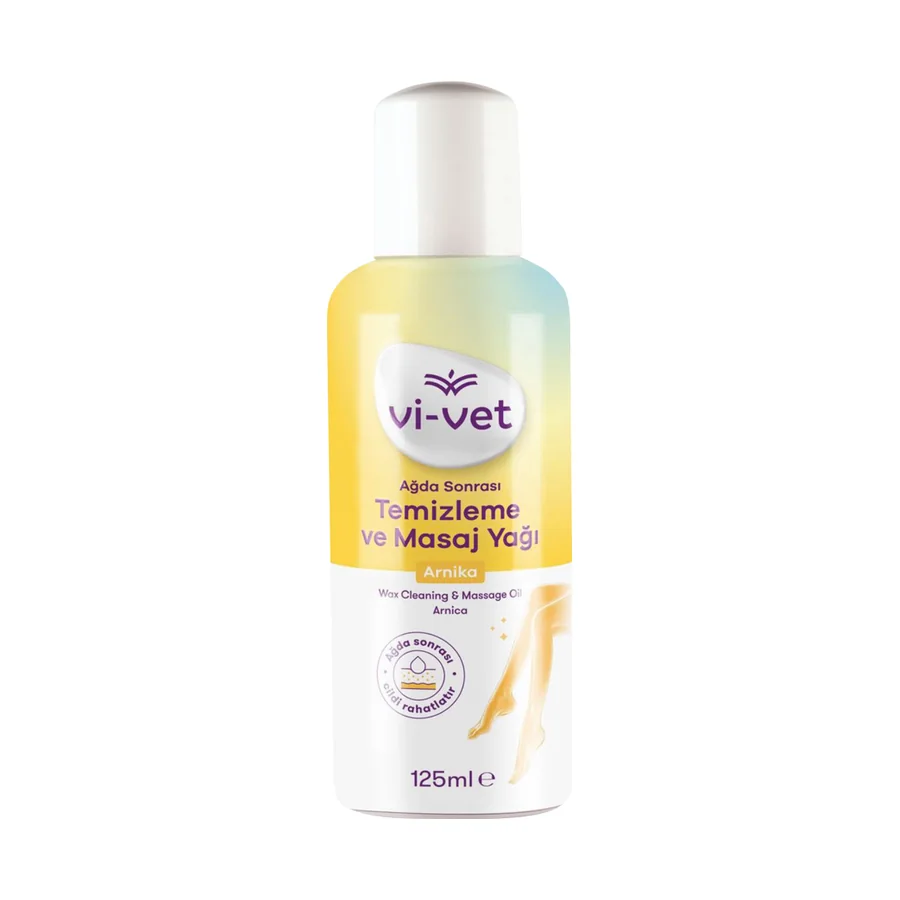 vi-vet
Ağda Sonrası
Temizleme
ve Masaj Yağı
Arnika
Wax Cleaning & Massage Oil
Arnica
Ağda sonrası
cildi rahatlatır
125ml e